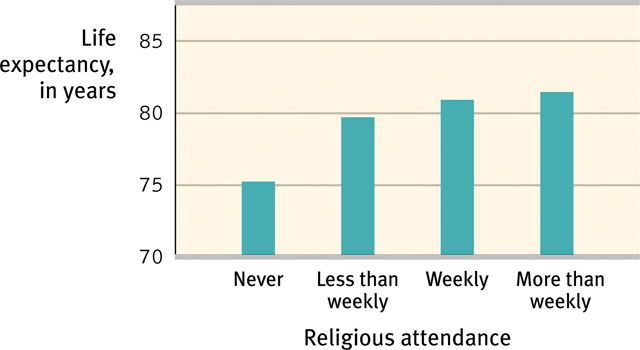 Life
expectancy,
in years
85
80
75
70
Never
Less than
weekly
Weekly
More than
weekly
Religious attendance